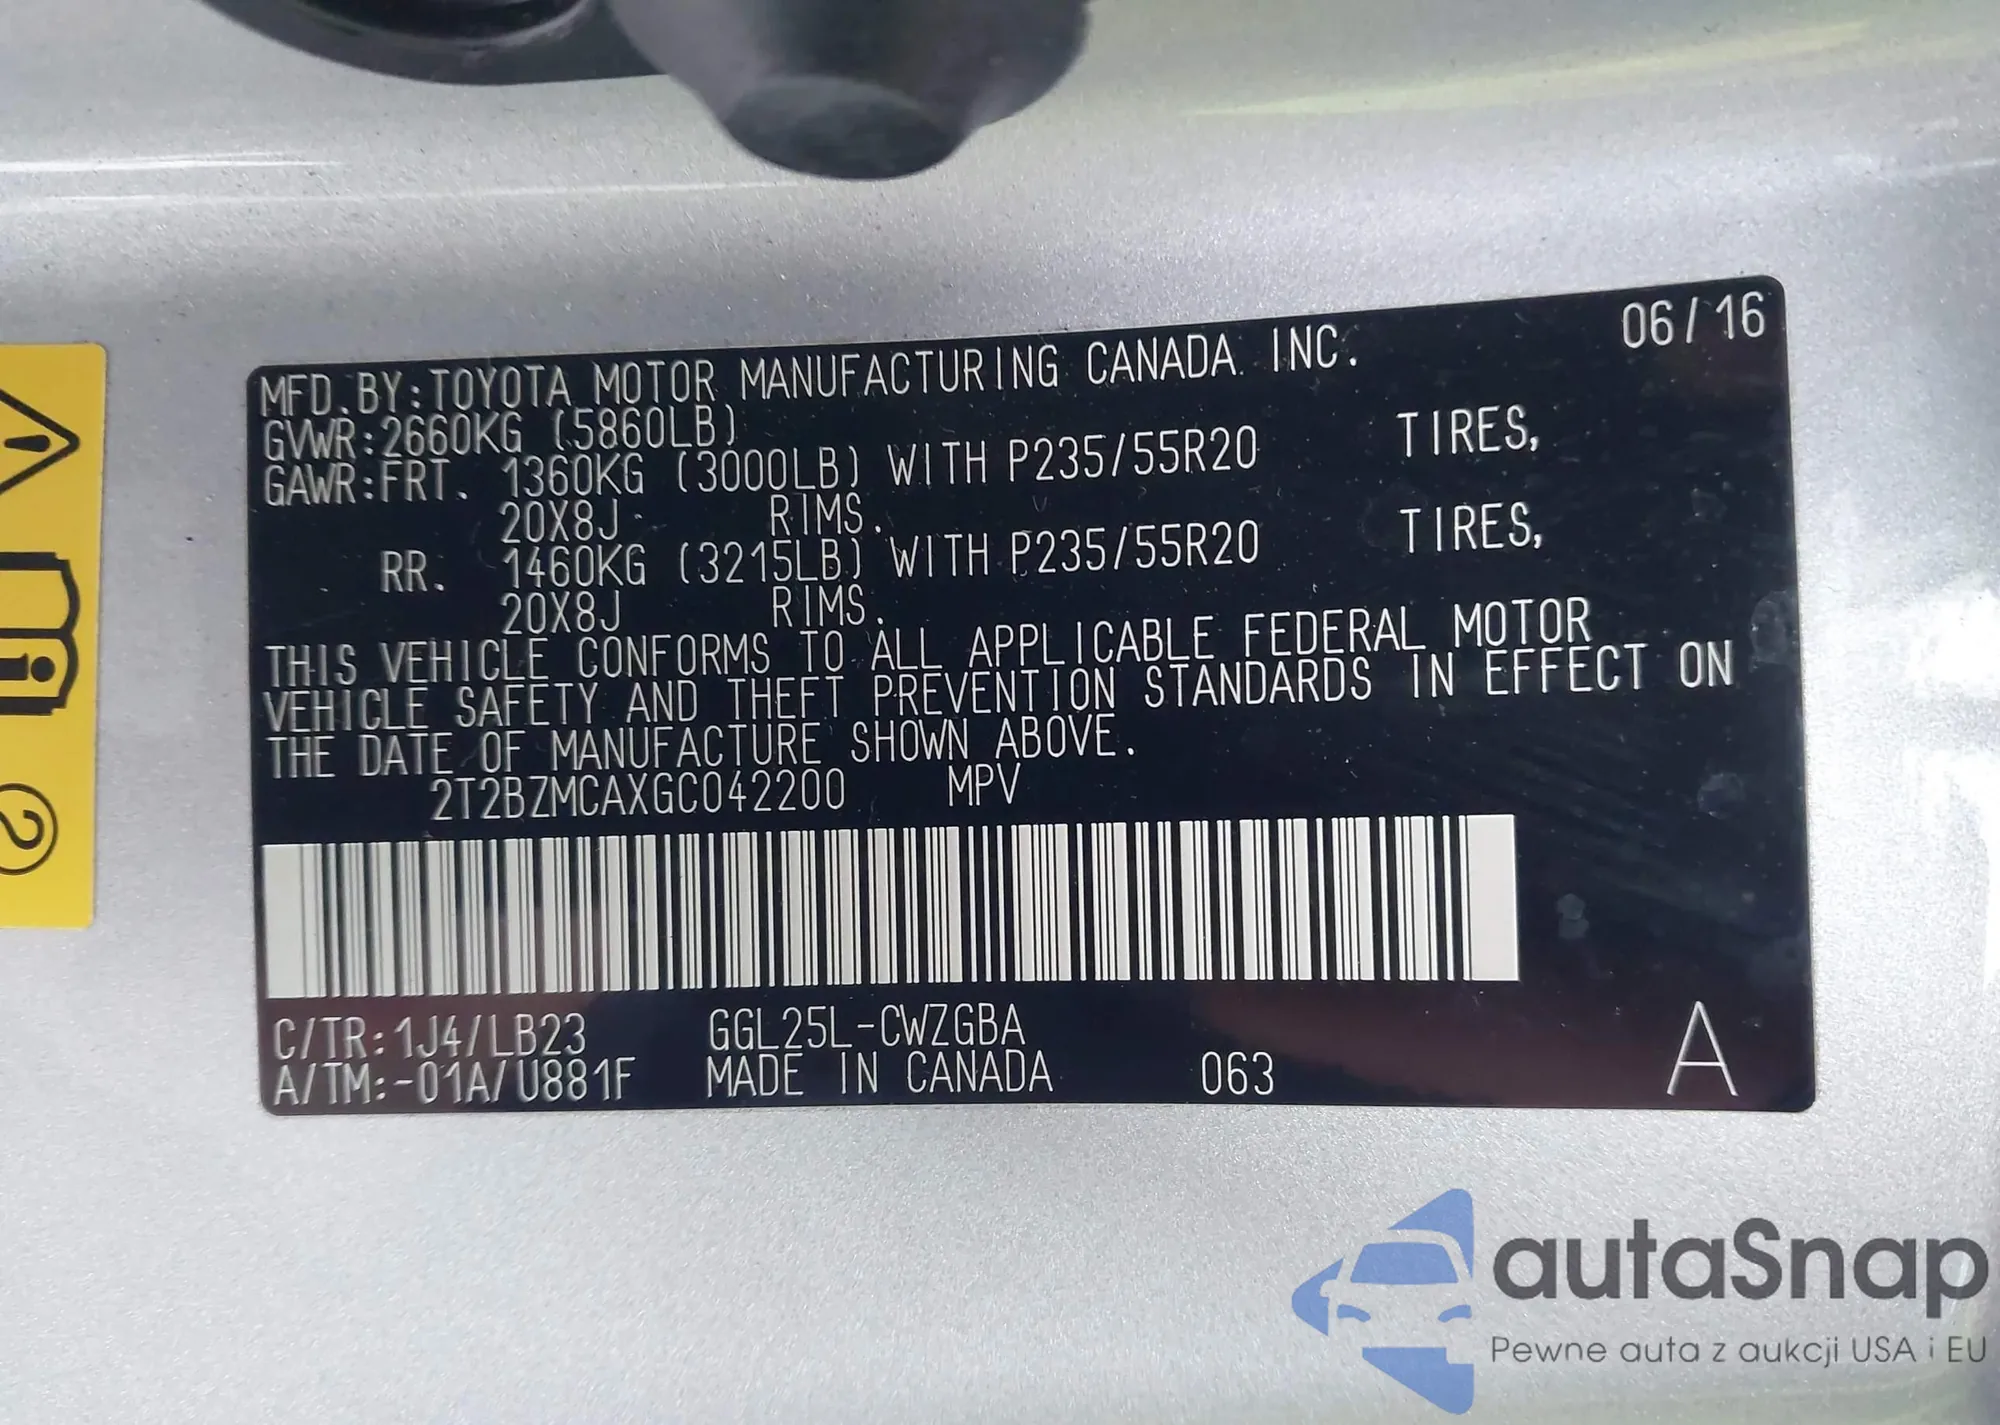 06/16
MFD. BY: TOYOTA MOTOR MANUFACTURING CANADA INC.
GVWR: 2660KG (5860LB)
GAWR: FRT. 1360KG (3000LB) WITH P235/55R20 TIRES,
20X8J RIMS.
RR. 1460KG (3215LB) WITH P235/55R20 TIRES,
20X8J RIMS.
THIS VEHICLE CONFORMS TO ALL APPLICABLE FEDERAL MOTOR
VEHICLE SAFETY AND THEFT PREVENTION STANDARDS IN EFFECT ON
THE DATE OF MANUFACTURE SHOWN ABOVE.
2T2BZMCAXGC042200 MPV
C/TR: 1J4/LB23 GGL25L-CWZGBA
A/TM: -01A/U881F MADE IN CANADA 063 A
2
autaSnap
Pewne auta z aukcji USA i EU